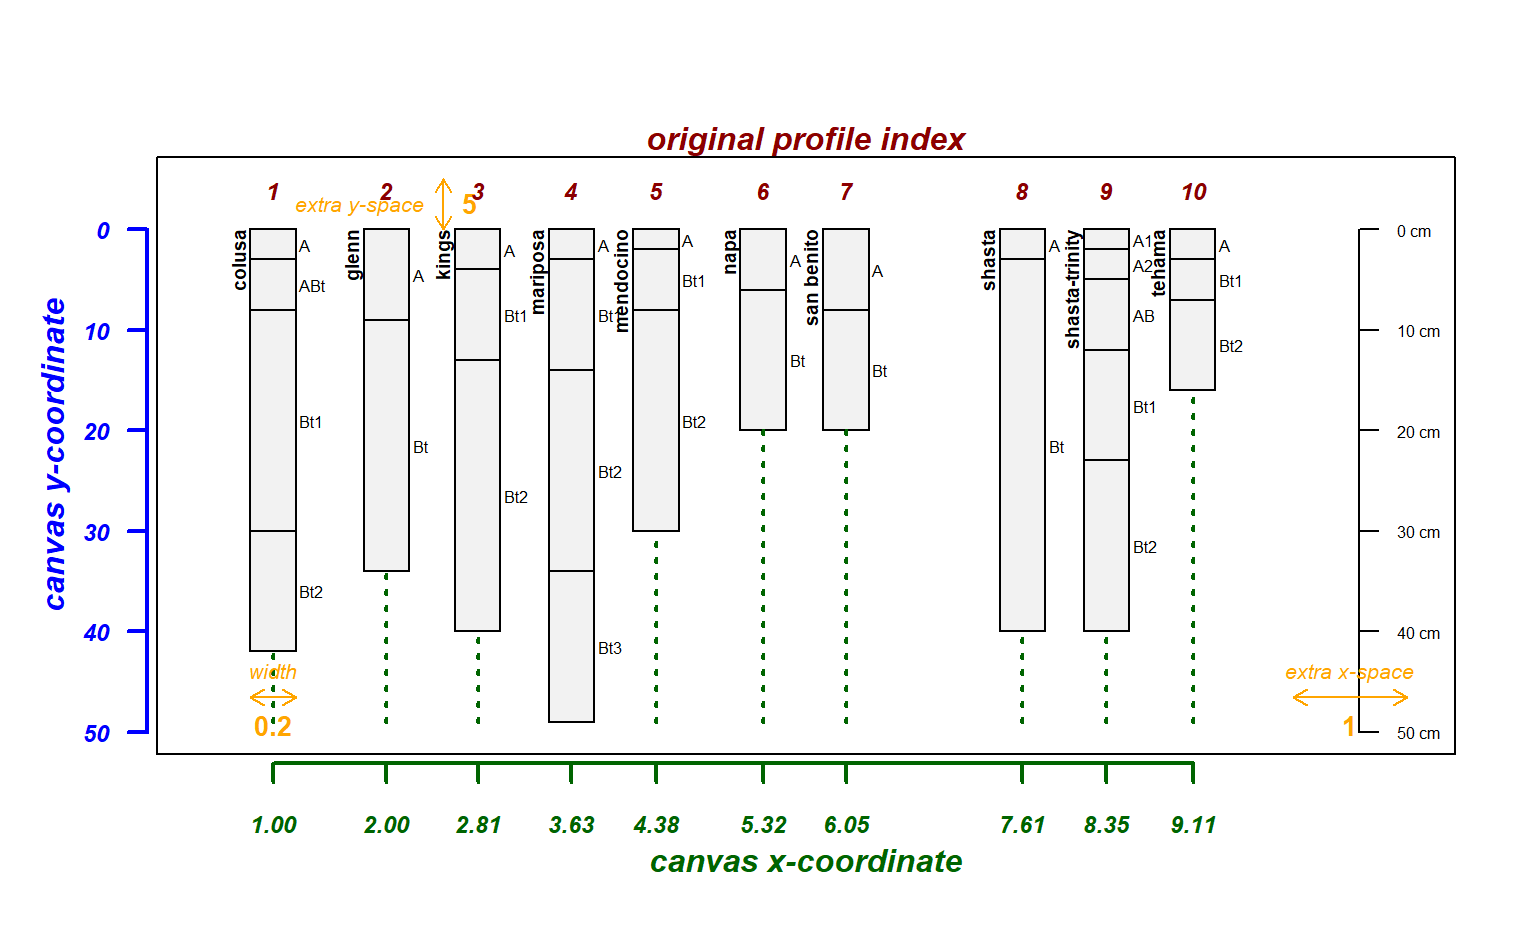 original profile index
1 2 3 4 5 6 7 8 9 10
extra y-space 5
canvas y-coordinate
0
10
20
30
40
50
colusa
A
ABt
Bt1
Bt2
glenn
A
Bt
kings
A
Bt1
Bt2
mariposa
A
Bt1
Bt2
Bt3
mendocino
A
Bt1
Bt2
napa
A
Bt
san benito
A
Bt
shasta
A
Bt
shasta-trinity
A1
A2
AB
Bt1
Bt2
tehama
A
Bt1
Bt2
0 cm
10 cm
20 cm
30 cm
40 cm
50 cm
width
0.2
extra x-space
1
1.00 2.00 2.81 3.63 4.38 5.32 6.05 7.61 8.35 9.11
canvas x-coordinate